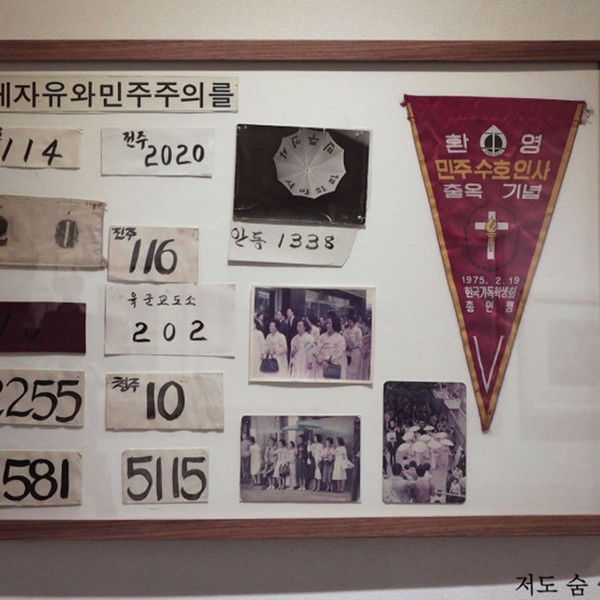 에자유와민주주의를
114
전주
2020
안동 1338
전주
116
육군교도소
202
2255
청주
10
581
5115
환 영
민주수호인사
출옥 기념
1975. 2. 19
한국기독학생회
총 연 맹
저도 숨